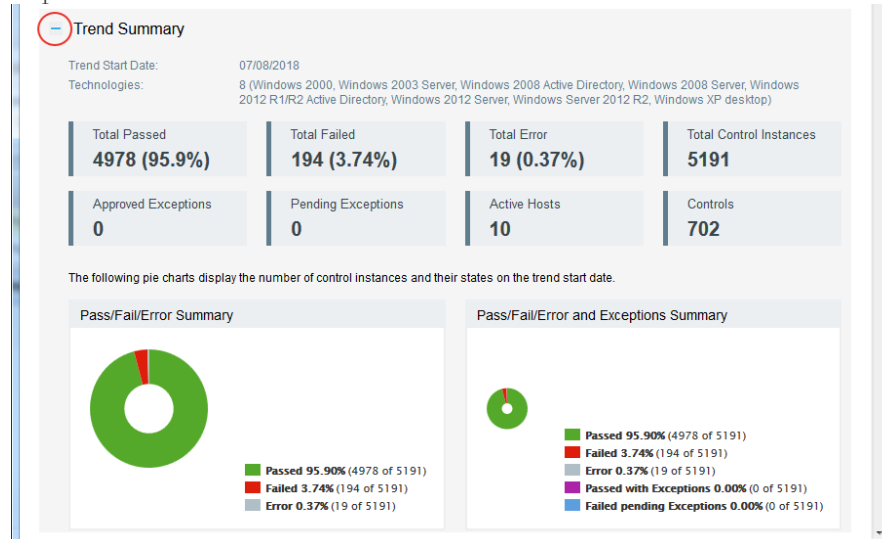 Trend Summary
Trend Start Date: 07/08/2018
Technologies: 8 (Windows 2000, Windows 2003 Server, Windows 2008 Active Directory, Windows 2008 Server, Windows
2012 R1/R2 Active Directory, Windows 2012 Server, Windows Server 2012 R2, Windows XP desktop)
Total Passed
4978 (95.9%)
Total Failed
194 (3.74%)
Total Error
19 (0.37%)
Total Control Instances
5191
Approved Exceptions
0
Pending Exceptions
0
Active Hosts
10
Controls
702
The following pie charts display the number of control instances and their states on the trend start date.
Pass/Fail/Error Summary
Passed 95.90% (4978 of 5191)
Failed 3.74% (194 of 5191)
Error 0.37% (19 of 5191)
Pass/Fail/Error and Exceptions Summary
Passed 95.90% (4978 of 5191)
Failed 3.74% (194 of 5191)
Error 0.37% (19 of 5191)
Passed with Exceptions 0.00% (0 of 5191)
Failed pending Exceptions 0.00% (0 of 5191)